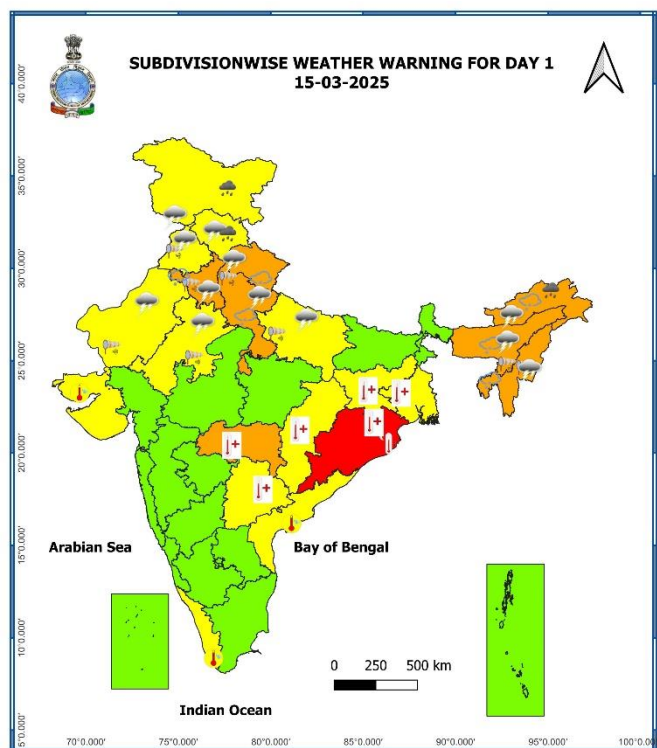 SUBDIVISIONWISE WEATHER WARNING FOR DAY 1
15-03-2025
40°0.000'
35°0.000'
30°0.000'
25°0.000'
20°0.000'
15°0.000'
10°0.000'
5°0.000'
Arabian Sea
Bay of Bengal
0 250 500 km
Indian Ocean
70°0.000' 75°0.000' 80°0.000' 85°0.000' 90°0.000' 95°0.000' 100°0.000'